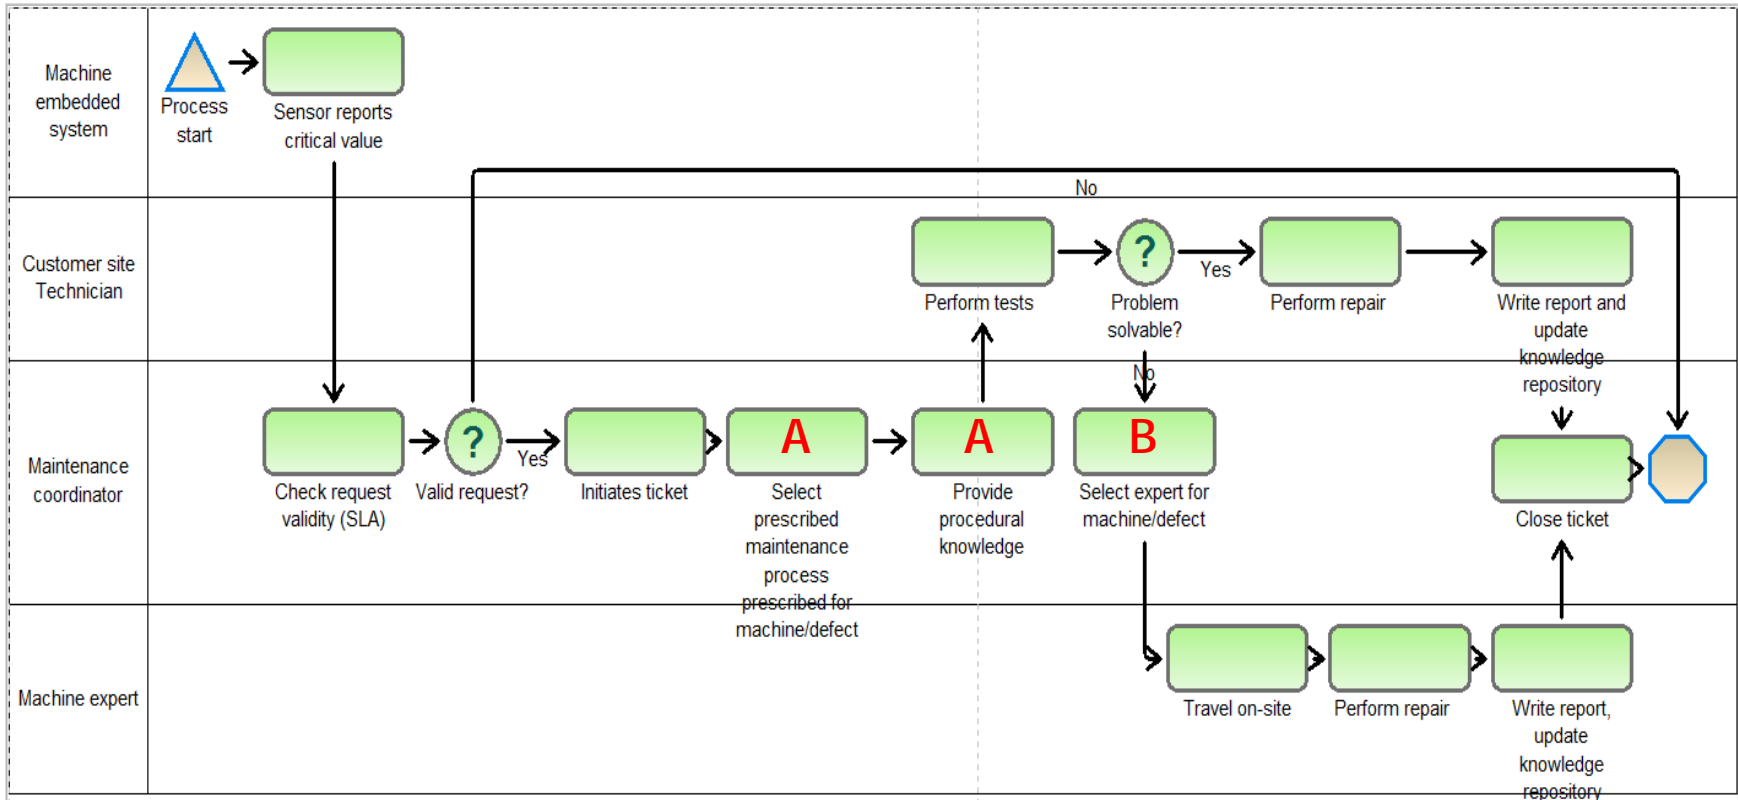 Machine
embedded
system
Process
start
Sensor reports
critical value
No
Customer site
Technician
Perform tests
?
Problem
solvable?
Yes
Perform repair
Write report and
update
knowledge
repository
No
Maintenance
coordinator
Check request
validity (SLA)
?
Valid request?
Yes
Initiates ticket
A
Select
prescribed
maintenance
process
prescribed for
machine/defect
A
Provide
procedural
knowledge
B
Select expert for
machine/defect
Close ticket
Machine expert
Travel on-site
Perform repair
Write report,
update
knowledge
repository